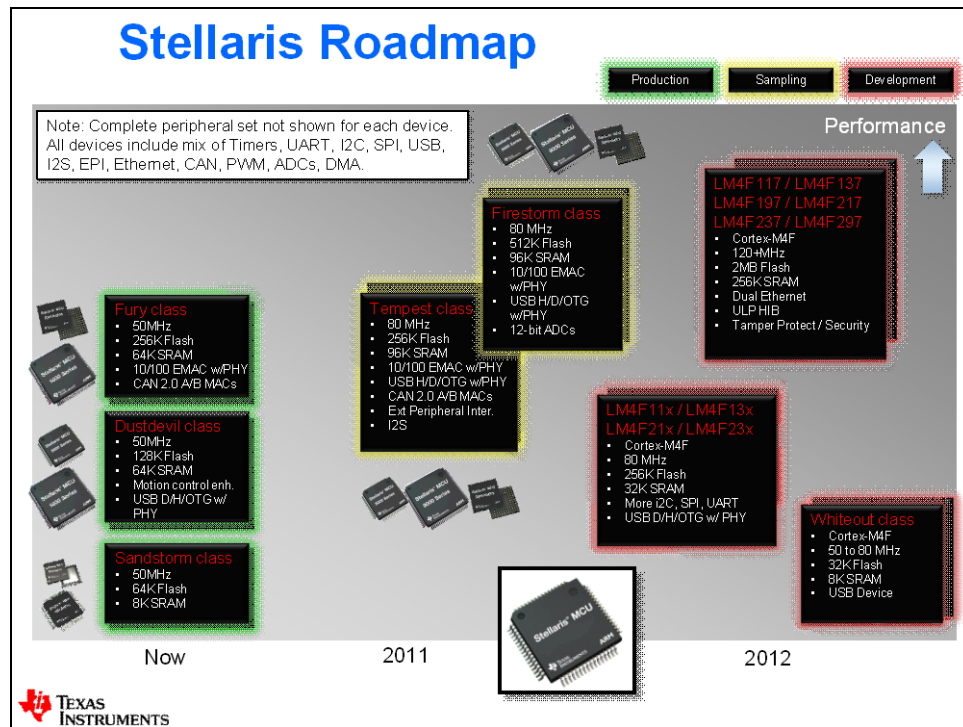 Stellaris Roadmap
Production
Sampling
Development
Note: Complete peripheral set not shown for each device.
All devices include mix of Timers, UART, I2C, SPI, USB,
I2S, EPI, Ethernet, CAN, PWM, ADCs, DMA.
Performance
Fury class
• 50MHz
• 256K Flash
• 64K SRAM
• 10/100 EMAC w/PHY
• CAN 2.0 A/B MACs
Dustdevil class
• 50MHz
• 128K Flash
• 64K SRAM
• Motion control enh.
• USB D/H/OTG w/
PHY
Sandstorm class
• 50MHz
• 64K Flash
• 8K SRAM
Tempest class
• 80 MHz
• 256K Flash
• 96K SRAM
• 10/100 EMAC w/PHY
• USB H/D/OTG w/PHY
• CAN 2.0 A/B MACs
• Ext Peripheral Inter.
• I2S
Firestorm class
• 80 MHz
• 512K Flash
• 96K SRAM
• 10/100 EMAC
w/PHY
• USB H/D/OTG
w/PHY
• 12-bit ADCs
LM4F117 / LM4F137
LM4F197 / LM4F217
LM4F237 / LM4F297
• Cortex-M4F
• 120+MHz
• 2MB Flash
• 256K SRAM
• Dual Ethernet
• ULP HIB
• Tamper Protect / Security
LM4F11x / LM4F13x
LM4F21x / LM4F23x
• Cortex-M4F
• 80 MHz
• 256K Flash
• 32K SRAM
• More i2C, SPI, UART
• USB D/H/OTG w/ PHY
Whiteout class
• Cortex-M4F
• 50 to 80 MHz
• 32K Flash
• 8K SRAM
• USB Device
Stellaris® MCU
TEXAS
INSTRUMENTS
ARM
Now
2011
2012
TEXAS
INSTRUMENTS